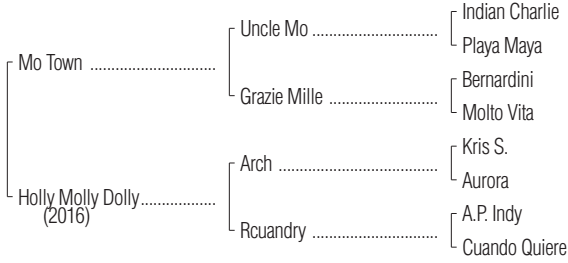 Indian Charlie
Uncle Mo ................................
Playa Maya
Mo Town ................................
Bernardini
Grazie Mille ...........................
Molto Vita
Kris S.
Arch .......................................
Aurora
Holly Molly Dolly..................
(2016)
A.P. Indy
Rcuandry ...............................
Cuando Quiere